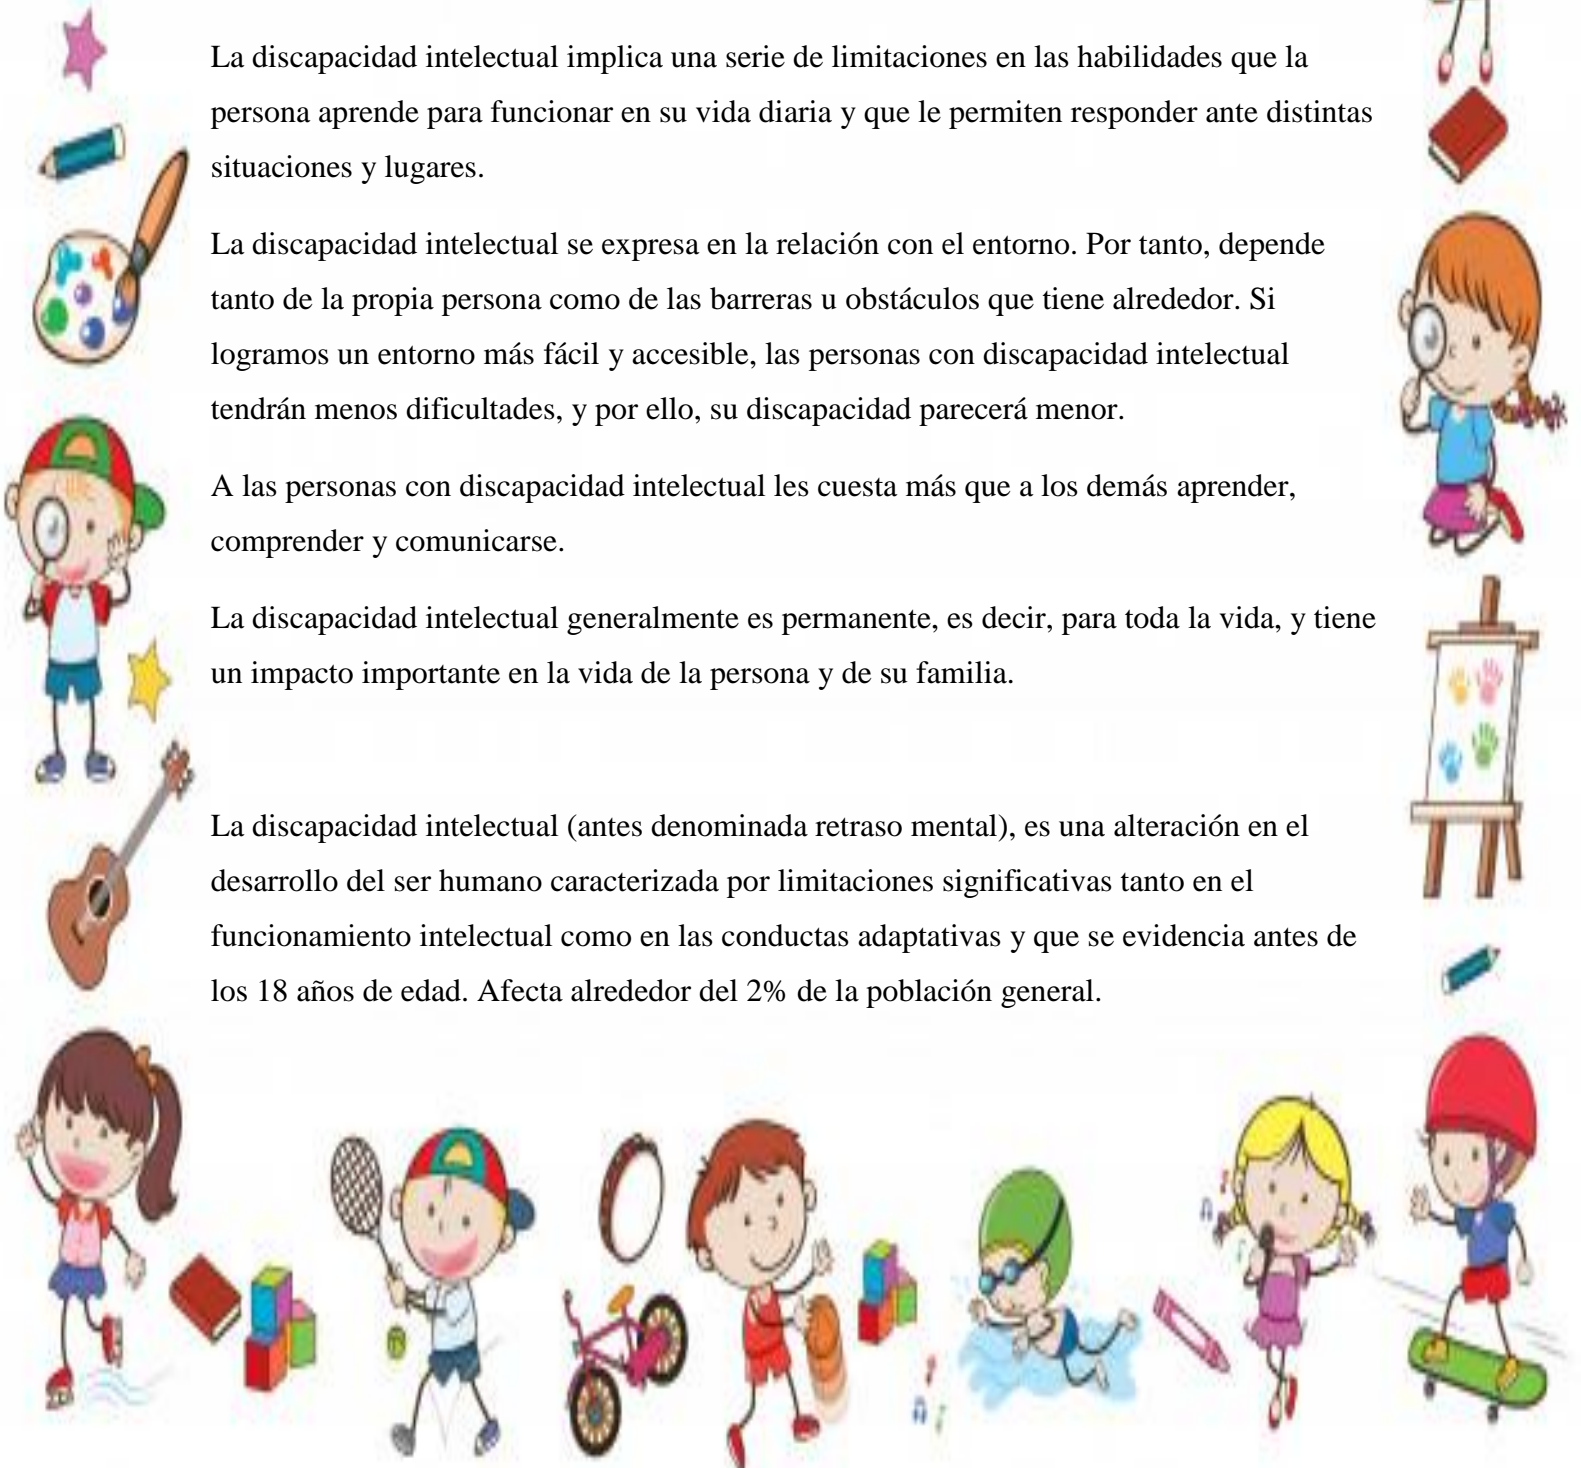 La discapacidad intelectual implica una serie de limitaciones en las habilidades que la
persona aprende para funcionar en su vida diaria y que le permiten responder ante distintas
situaciones y lugares.
La discapacidad intelectual se expresa en la relación con el entorno. Por tanto, depende
tanto de la propia persona como de las barreras u obstáculos que tiene alrededor. Si
logramos un entorno más fácil y accesible, las personas con discapacidad intelectual
tendrán menos dificultades, y por ello, su discapacidad parecerá menor.
A las personas con discapacidad intelectual les cuesta más que a los demás aprender,
comprender y comunicarse.
La discapacidad intelectual generalmente es permanente, es decir, para toda la vida, y tiene
un impacto importante en la vida de la persona y de su familia.
La discapacidad intelectual (antes denominada retraso mental), es una alteración en el
desarrollo del ser humano caracterizada por limitaciones significativas tanto en el
funcionamiento intelectual como en las conductas adaptativas y que se evidencia antes de
los 18 años de edad. Afecta alrededor del 2% de la población general.